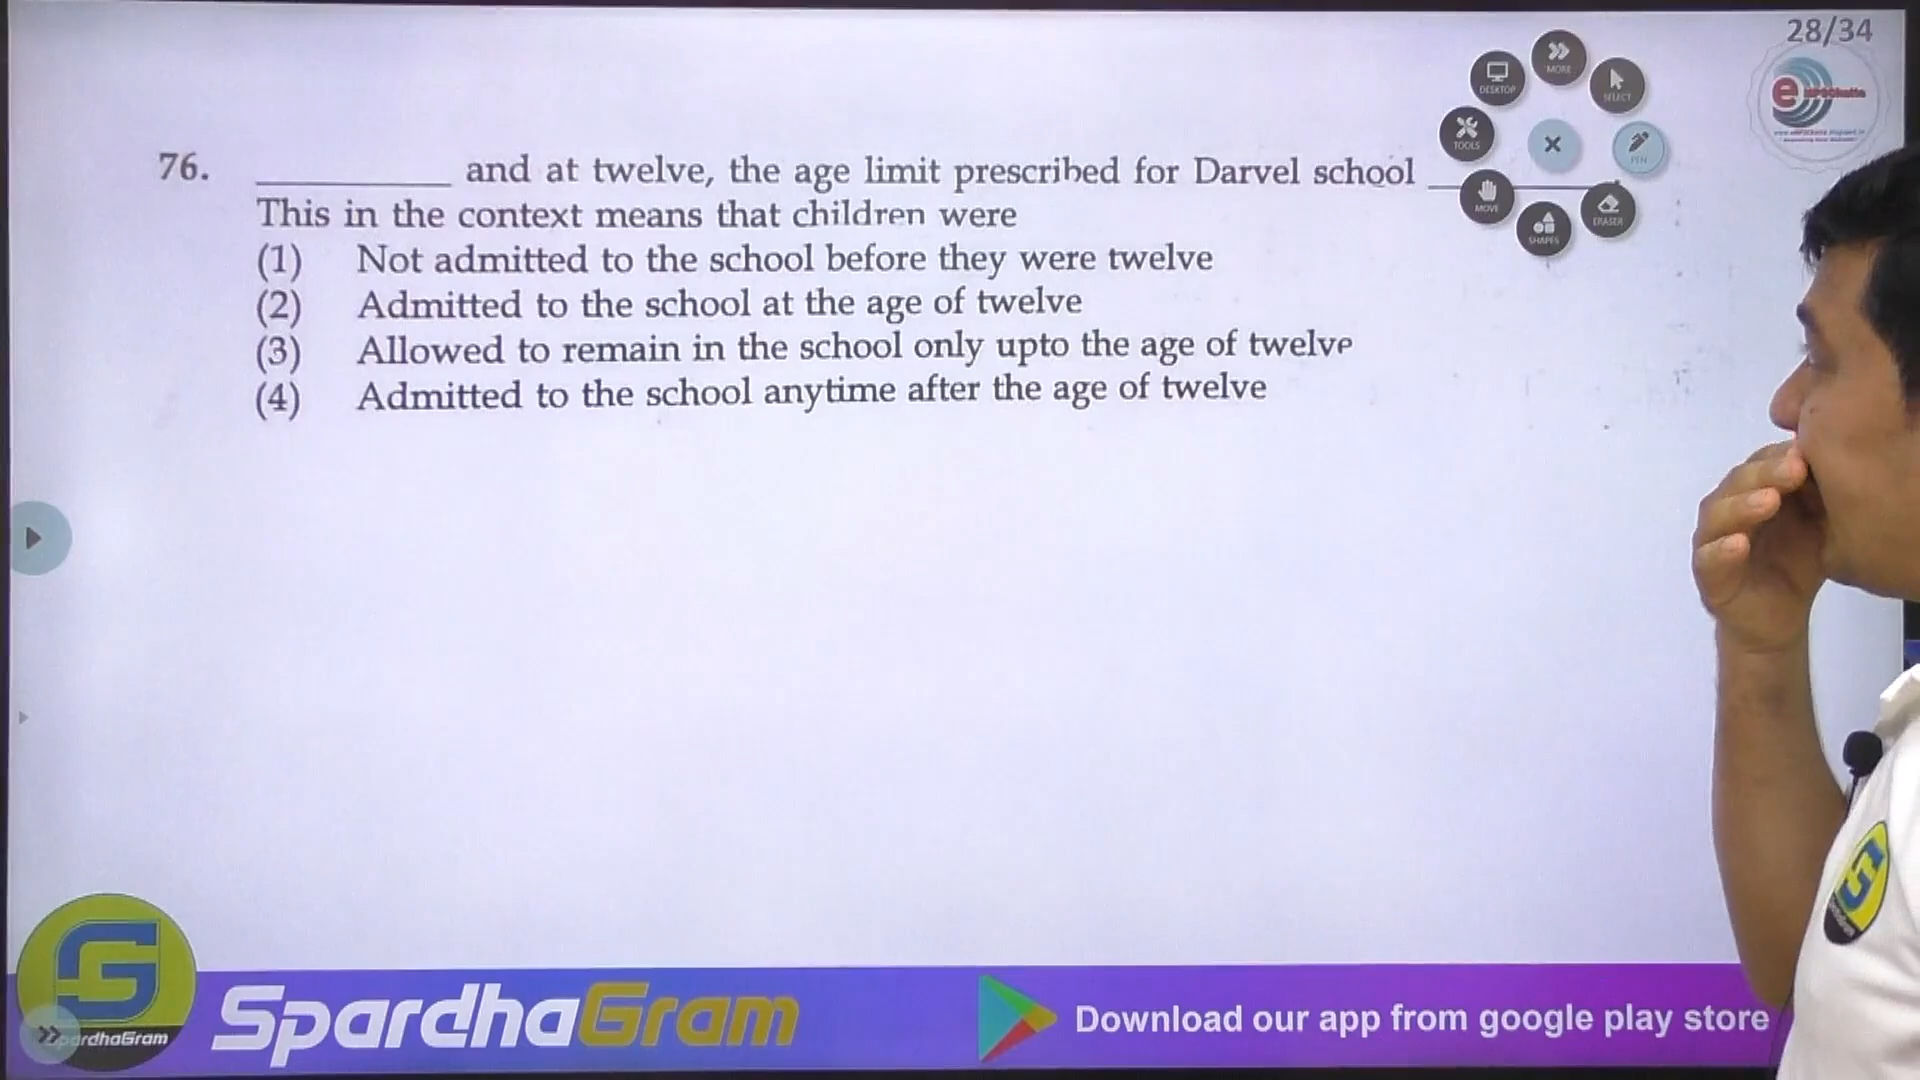 28/34
MORE
DESKTOP
SELECT
TOOLS
PEN
MOVE
ERASER
SHAPES
e
76. __________ and at twelve, the age limit prescribed for Darvel school __________
This in the context means that children were
(1) Not admitted to the school before they were twelve
(2) Admitted to the school at the age of twelve
(3) Allowed to remain in the school only upto the age of twelve
(4) Admitted to the school anytime after the age of twelve
SpardhaGram
Download our app from google play store